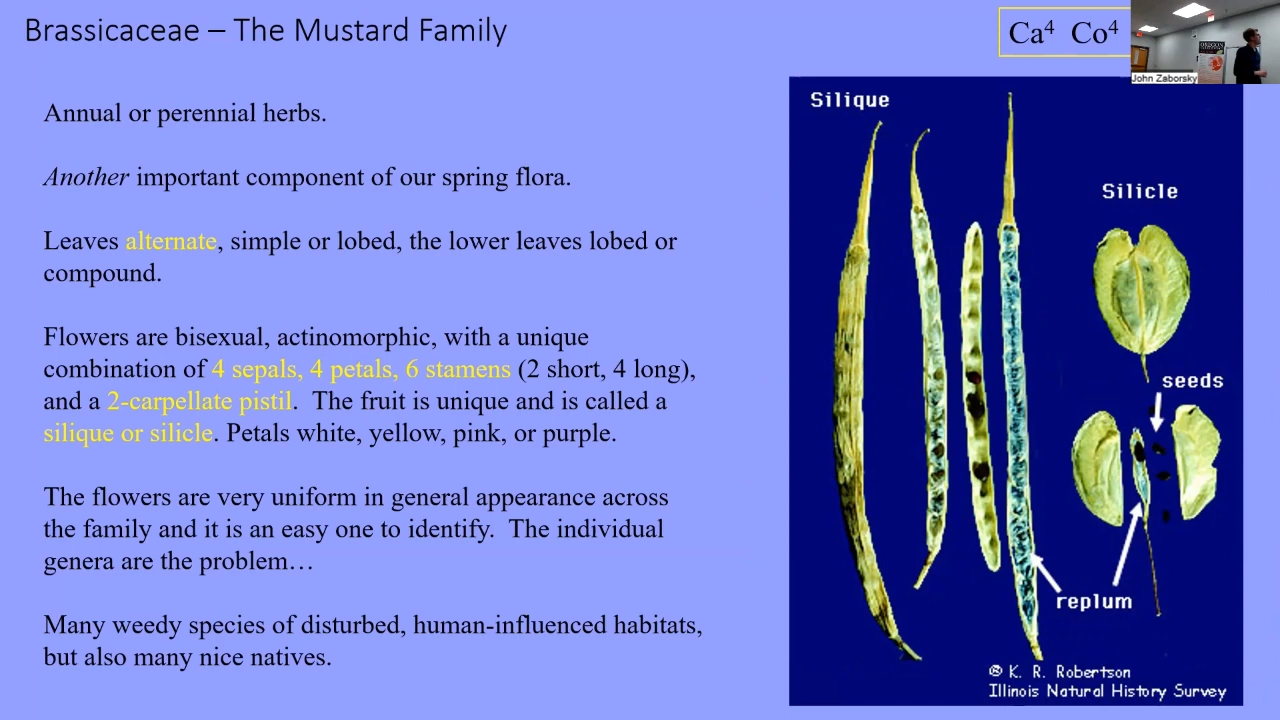 Brassicaceae – The Mustard Family
Ca⁴ Co⁴
OREGON
John Zaborsky
Annual or perennial herbs.
Another important component of our spring flora.
Leaves alternate, simple or lobed, the lower leaves lobed or
compound.
Flowers are bisexual, actinomorphic, with a unique
combination of 4 sepals, 4 petals, 6 stamens (2 short, 4 long),
and a 2-carpellate pistil.  The fruit is unique and is called a
silique or silicle. Petals white, yellow, pink, or purple.
The flowers are very uniform in general appearance across
the family and it is an easy one to identify.  The individual
genera are the problem…
Many weedy species of disturbed, human-influenced habitats,
but also many nice natives.
Silique
Silicle
seeds
replum
® K. R. Robertson
Illinois Natural History Survey